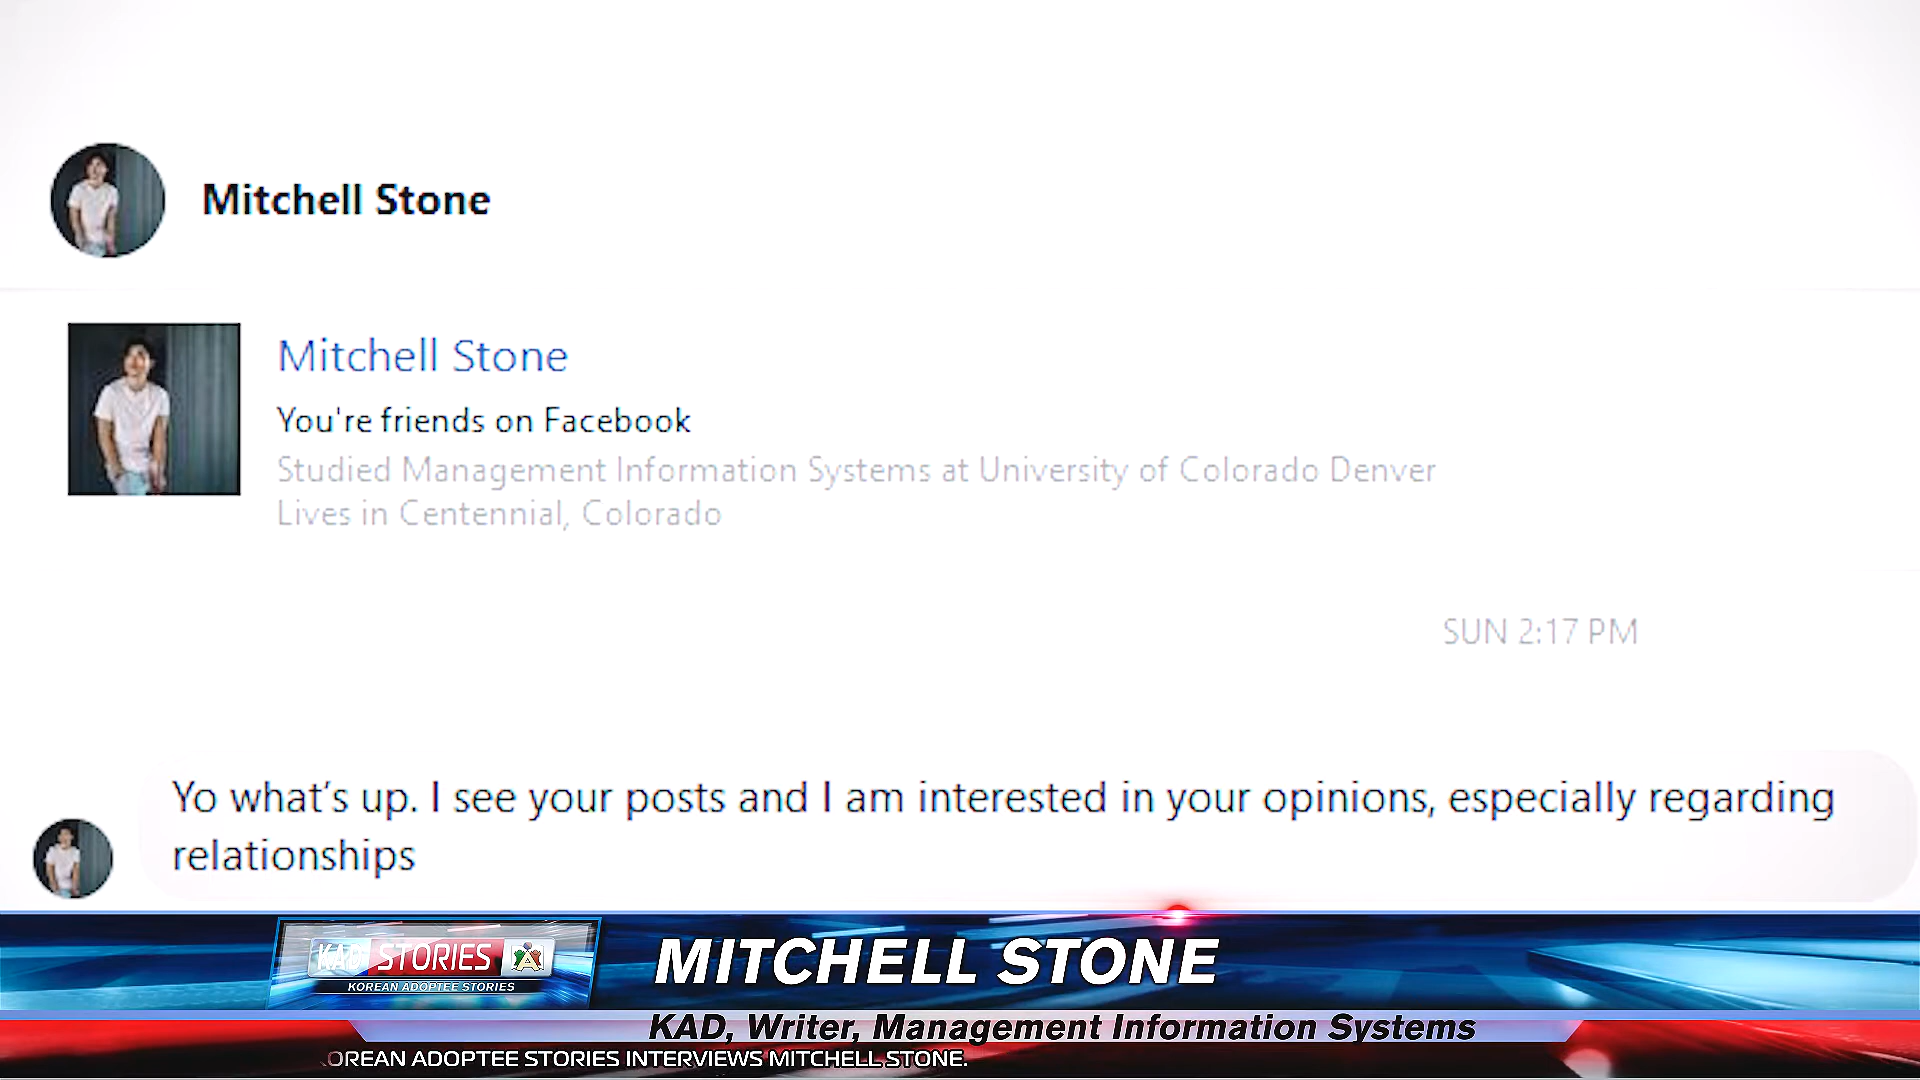 Mitchell Stone
Mitchell Stone
You're friends on Facebook
Studied Management Information Systems at University of Colorado Denver
Lives in Centennial, Colorado
SUN 2:17 PM
Yo what's up. I see your posts and I am interested in your opinions, especially regarding
relationships
KAD STORIES
KOREAN ADOPTEE STORIES
MITCHELL STONE
KAD, Writer, Management Information Systems
OREAN ADOPTEE STORIES INTERVIEWS MITCHELL STONE.